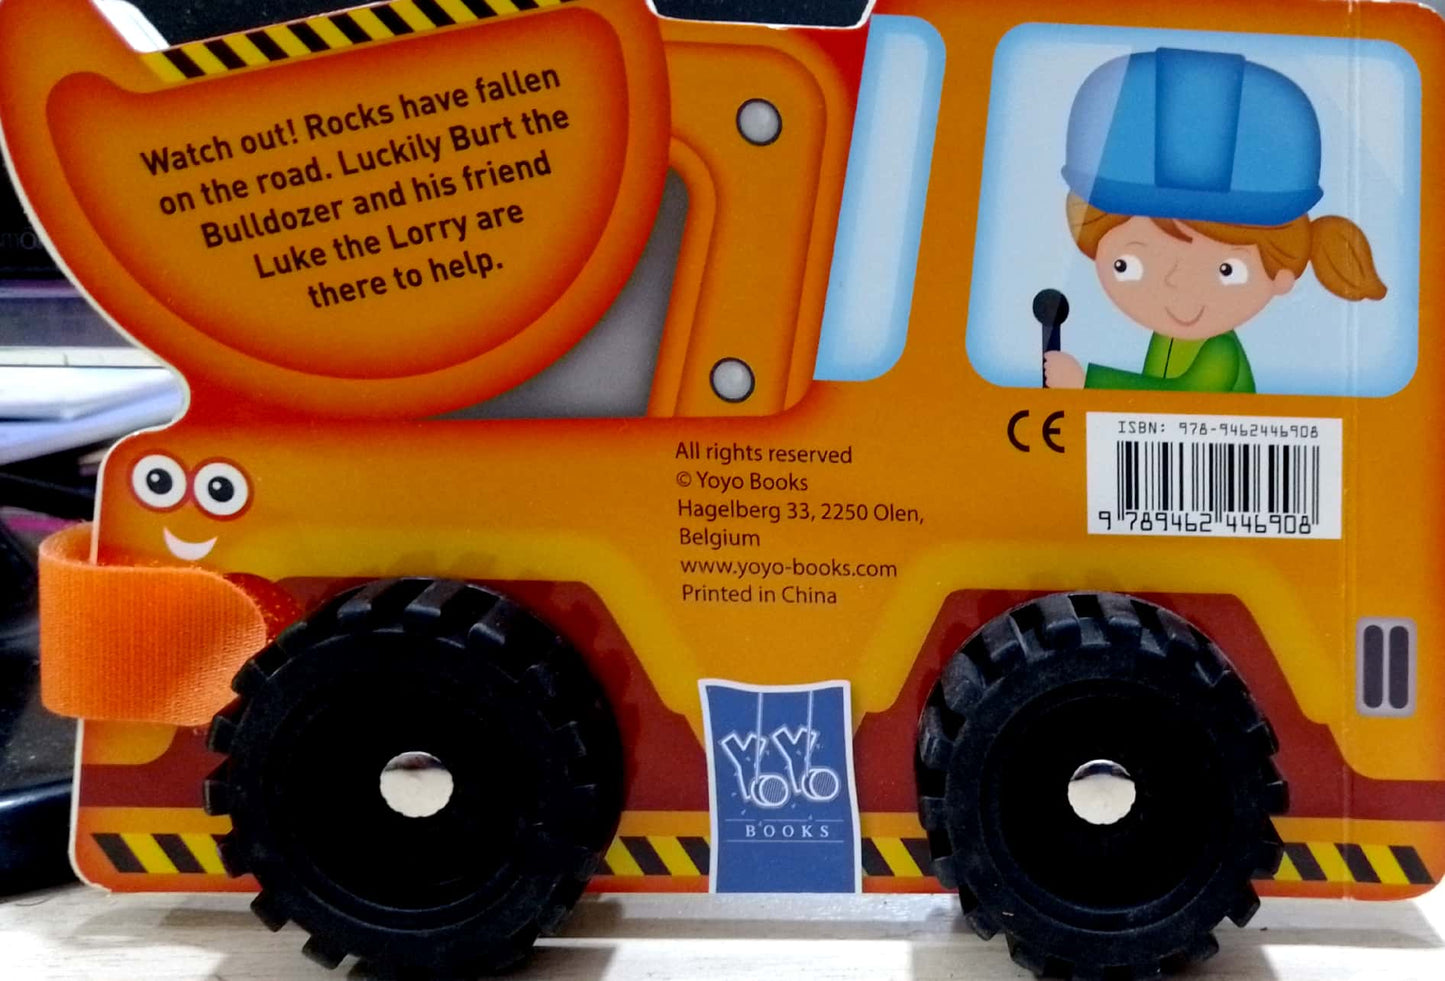 Watch out! Rocks have fallen
on the road. Luckily Burt the
Bulldozer and his friend
Luke the Lorry are
there to help.
All rights reserved
© Yoyo Books
Hagelberg 33, 2250 Olen,
Belgium
www.yoyo-books.com
Printed in China
CE
ISBN: 978-9462446908
9 789462 446908
YOYO
BOOKS